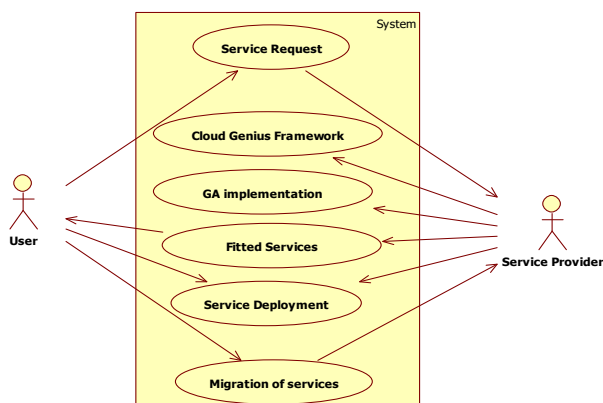 System
Service Request
Cloud Genius Framework
GA implementation
Fitted Services
User
Service Provider
Service Deployment
Migration of services